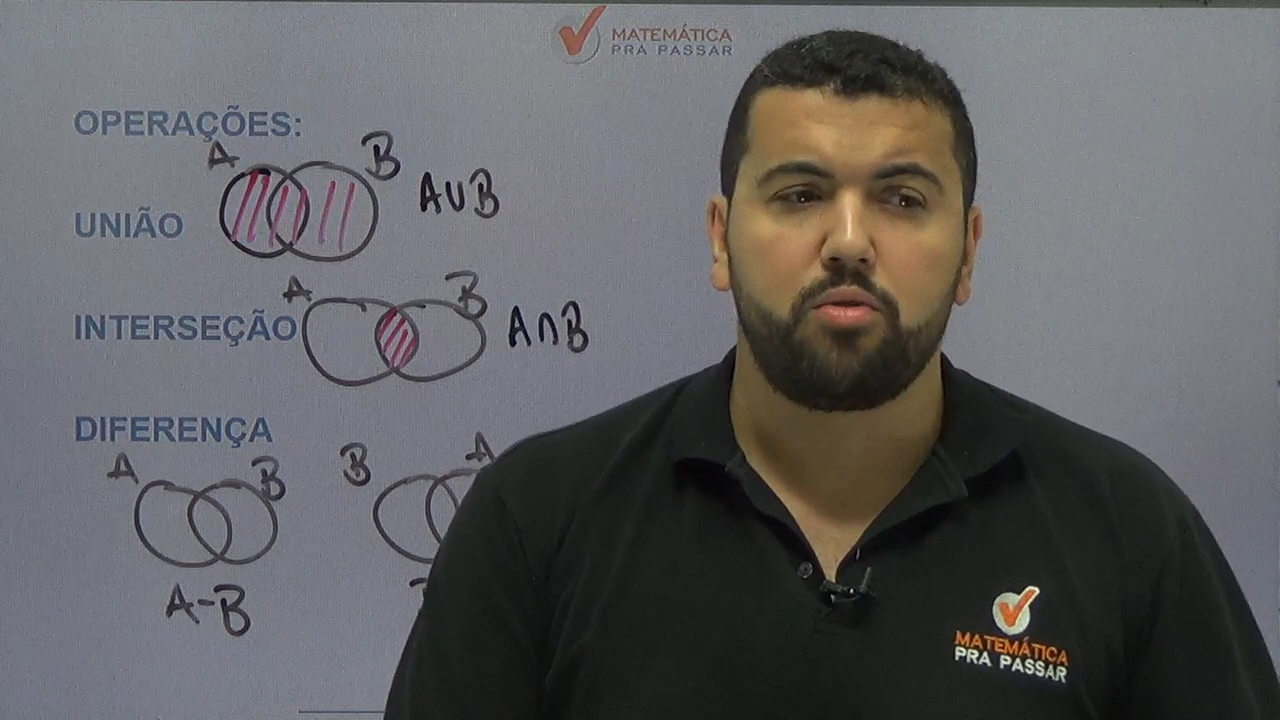 MATEMÁTICA
PRA PASSAR
OPERAÇÕES:
A B
UNIÃO
A∪B
A B
INTERSEÇÃO
A∩B
DIFERENÇA
A B
B A
A-B
MATEMÁTICA
PRA PASSAR